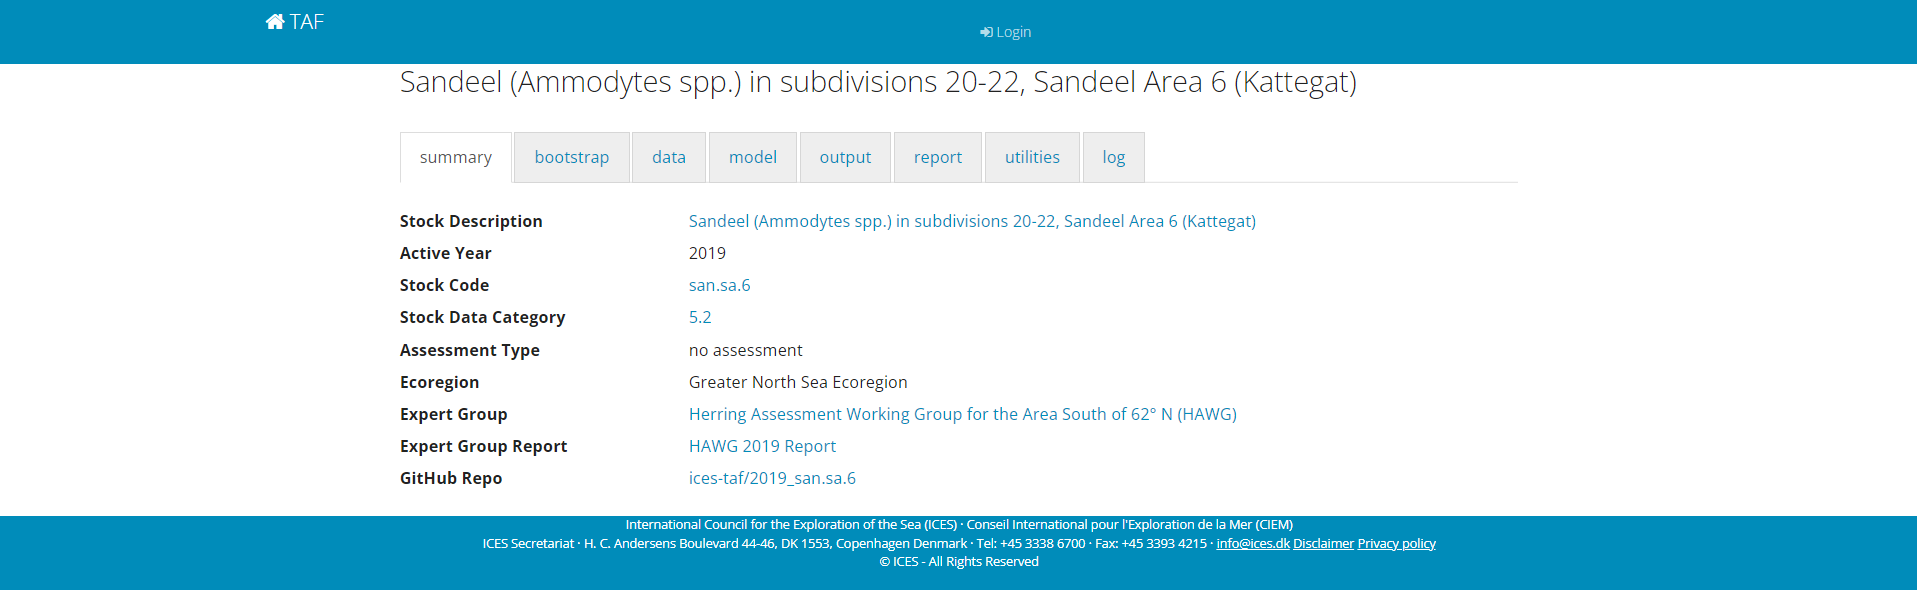 TAF
Login
Sandeel (Ammodytes spp.) in subdivisions 20-22, Sandeel Area 6 (Kattegat)
summary bootstrap data model output report utilities log
Stock Description Sandeel (Ammodytes spp.) in subdivisions 20-22, Sandeel Area 6 (Kattegat)
Active Year 2019
Stock Code san.sa.6
Stock Data Category 5.2
Assessment Type no assessment
Ecoregion Greater North Sea Ecoregion
Expert Group Herring Assessment Working Group for the Area South of 62° N (HAWG)
Expert Group Report HAWG 2019 Report
GitHub Repo ices-taf/2019_san.sa.6
International Council for the Exploration of the Sea (ICES) · Conseil International pour l'Exploration de la Mer (CIEM)
ICES Secretariat · H. C. Andersens Boulevard 44-46, DK 1553, Copenhagen Denmark · Tel: +45 3338 6700 · Fax: +45 3393 4215 · info@ices.dk Disclaimer Privacy policy
© ICES - All Rights Reserved